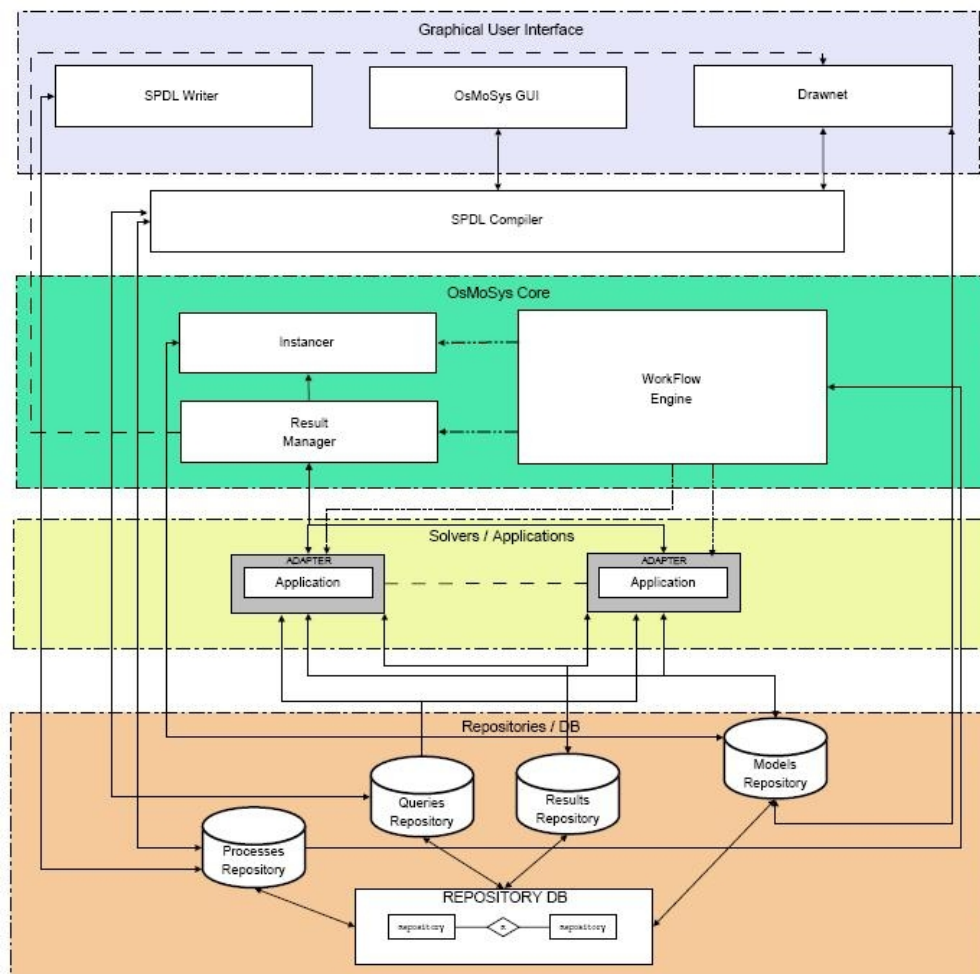 Graphical User Interface
SPDL Writer
OsMoSys GUI
Drawnet
SPDL Compiler
OsMoSys Core
Instancer
WorkFlow
Engine
Result
Manager
Solvers / Applications
ADAPTER
Application
ADAPTER
Application
Repositories / DB
Models
Repository
Queries
Repository
Results
Repository
Processes
Repository
REPOSITORY DB
repository
repository